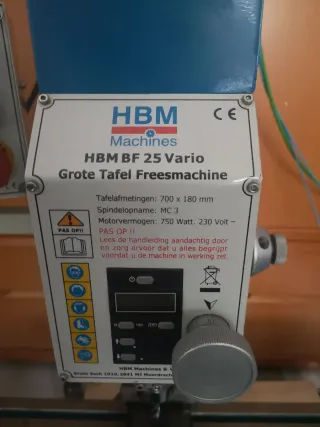 HBM
Machines
CE
HBM BF 25 Vario
Grote Tafel Freesmachine
Tafelafmetingen: 700 x 180 mm
Spindelopname: MC 3
Motorvermogen: 750 Watt, 230 Volt ~
PAS OP !!
Lees de handleiding aandachtig door
en zorg ervoor dat u alles begrijpt
voordat u de machine in werking zet.
PAS OP!!
HBM Machines B.V